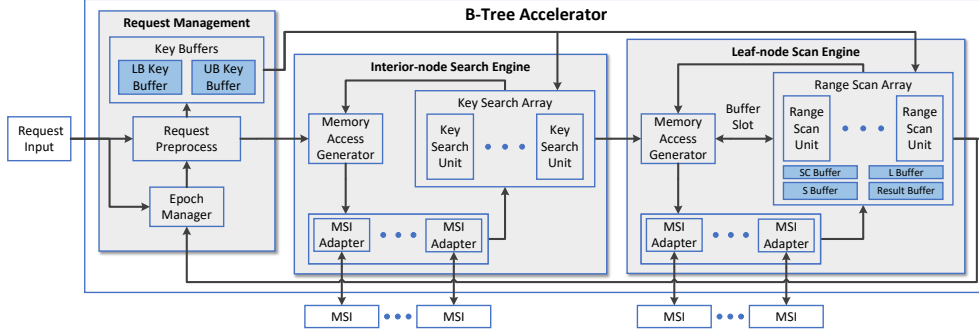 B-Tree Accelerator
Request Management
Key Buffers
LB Key
Buffer
UB Key
Buffer
Request
Input
Request
Preprocess
Epoch
Manager
Interior-node Search Engine
Memory
Access
Generator
Key Search Array
Key
Search
Unit
Key
Search
Unit
MSI
Adapter
MSI
Adapter
MSI
MSI
Leaf-node Scan Engine
Memory
Access
Generator
Buffer
Slot
Range Scan Array
Range
Scan
Unit
Range
Scan
Unit
SC Buffer
L Buffer
S Buffer
Result Buffer
MSI
Adapter
MSI
Adapter
MSI
MSI